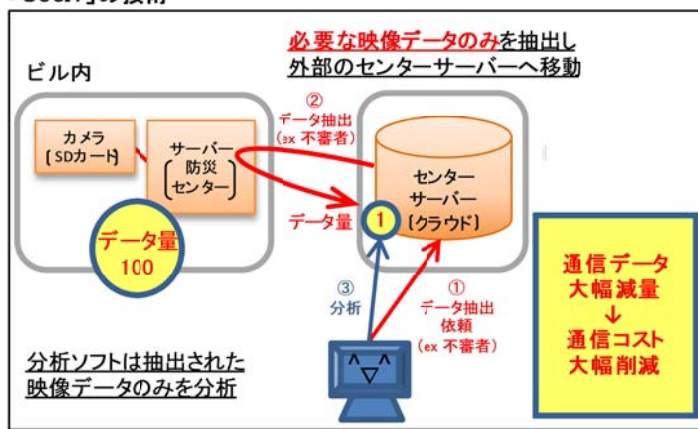 必要な映像データのみを抽出し
外部のセンターサーバーへ移動
ビル内
カメラ
(SDカード)
サーバー
防災
センター
②
データ抽出
(ex 不審者)
センター
サーバー
(クラウド)
データ量
1
データ量
100
③
分析
①
データ抽出
依頼
(ex 不審者)
通信データ
大幅減量
↓
通信コスト
大幅削減
分析ソフトは抽出された
映像データのみを分析